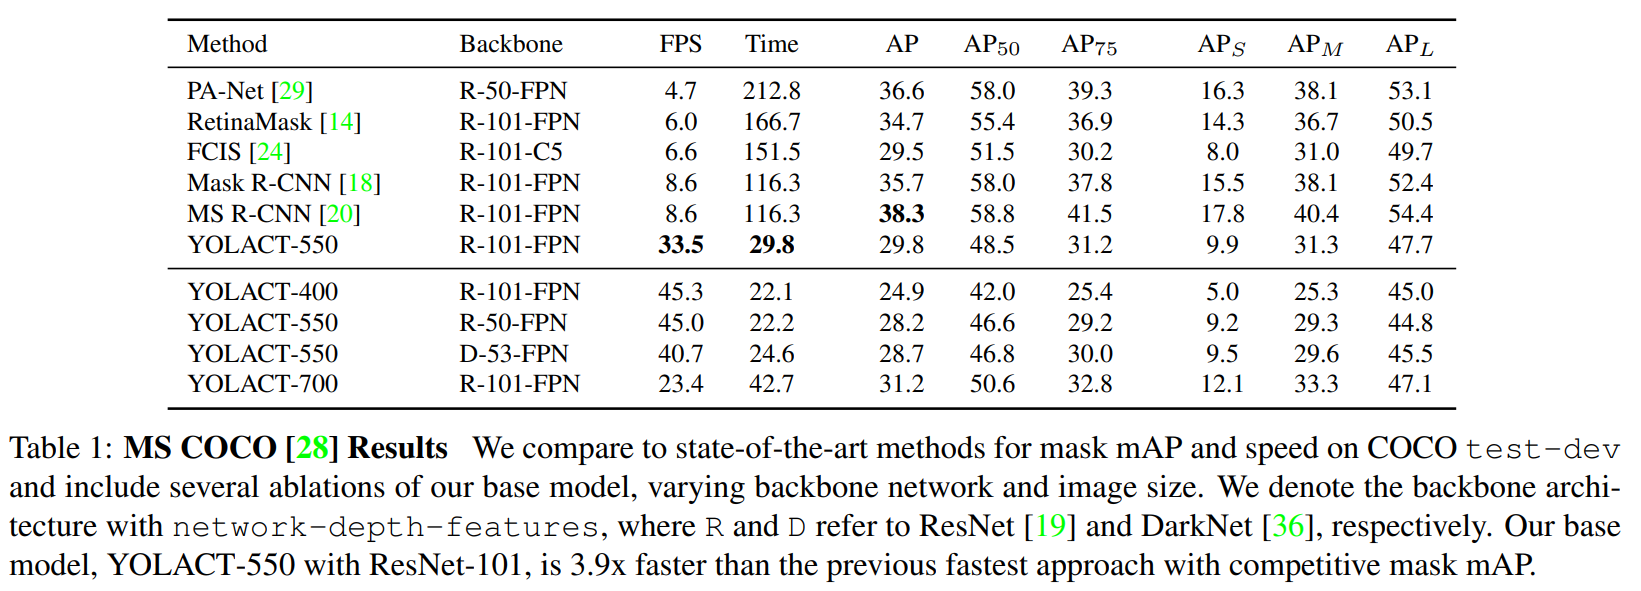 Method Backbone FPS Time AP AP50 AP75 APS APM APL
PA-Net [29] R-50-FPN 4.7 212.8 36.6 58.0 39.3 16.3 38.1 53.1
RetinaMask [14] R-101-FPN 6.0 166.7 34.7 55.4 36.9 14.3 36.7 50.5
FCIS [24] R-101-C5 6.6 151.5 29.5 51.5 30.2 8.0 31.0 49.7
Mask R-CNN [18] R-101-FPN 8.6 116.3 35.7 58.0 37.8 15.5 38.1 52.4
MS R-CNN [20] R-101-FPN 8.6 116.3 38.3 58.8 41.5 17.8 40.4 54.4
YOLACT-550 R-101-FPN 33.5 29.8 29.8 48.5 31.2 9.9 31.3 47.7
YOLACT-400 R-101-FPN 45.3 22.1 24.9 42.0 25.4 5.0 25.3 45.0
YOLACT-550 R-50-FPN 45.0 22.2 28.2 46.6 29.2 9.2 29.3 44.8
YOLACT-550 D-53-FPN 40.7 24.6 28.7 46.8 30.0 9.5 29.6 45.5
YOLACT-700 R-101-FPN 23.4 42.7 31.2 50.6 32.8 12.1 33.3 47.1
Table 1: MS COCO [28] Results We compare to state-of-the-art methods for mask mAP and speed on COCO test-dev
and include several ablations of our base model, varying backbone network and image size. We denote the backbone archi-
tecture with network-depth-features, where R and D refer to ResNet [19] and DarkNet [36], respectively. Our base
model, YOLACT-550 with ResNet-101, is 3.9x faster than the previous fastest approach with competitive mask mAP.